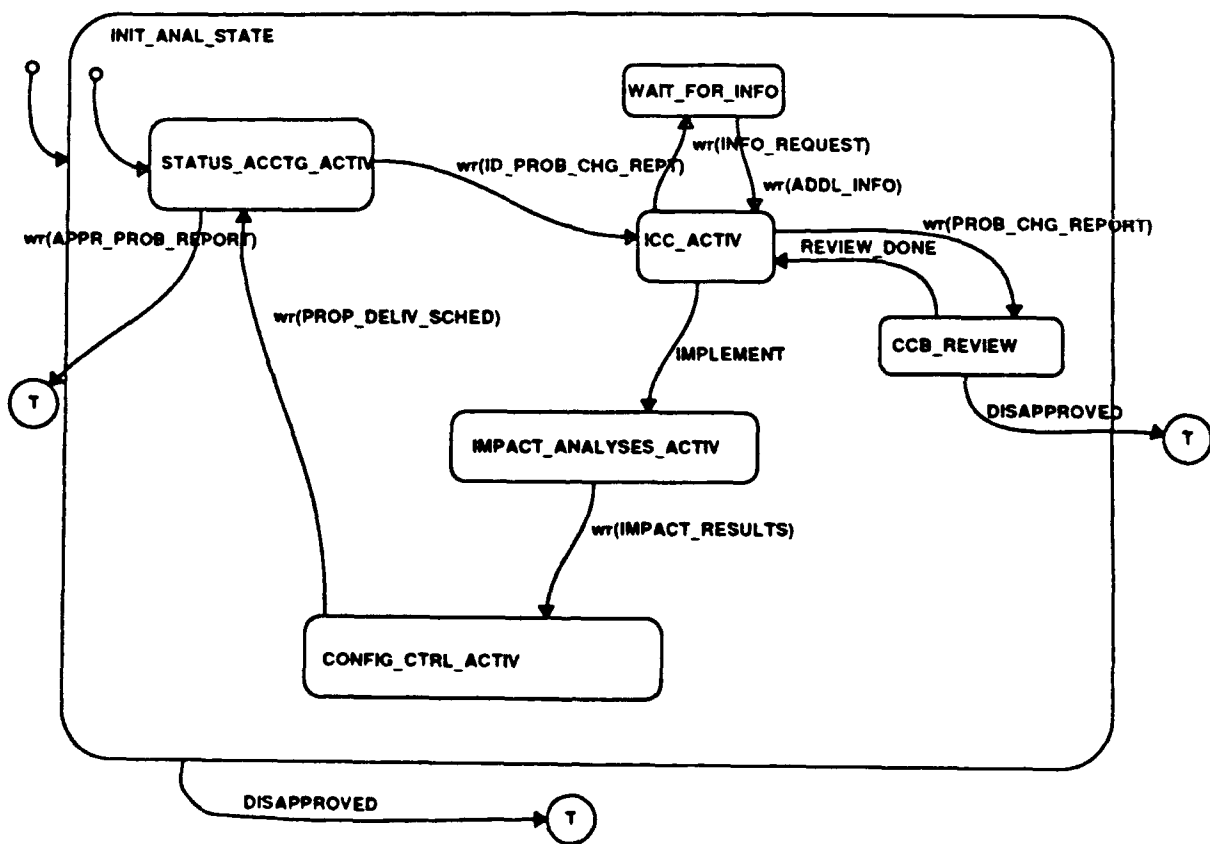 INIT_ANAL_STATE
WAIT_FOR_INFO
STATUS_ACCTG_ACTIV
wr(ID_PROB_CHG_REPT)
wr(INFO_REQUEST)
wr(ADDL_INFO)
wr(APPR_PROB_REPORT)
ICC_ACTIV
wr(PROB_CHG_REPORT)
REVIEW_DONE
wr(PROP_DELIV_SCHED)
CCB_REVIEW
IMPLEMENT
T
DISAPPROVED
T
IMPACT_ANALYSES_ACTIV
wr(IMPACT_RESULTS)
CONFIG_CTRL_ACTIV
DISAPPROVED
T